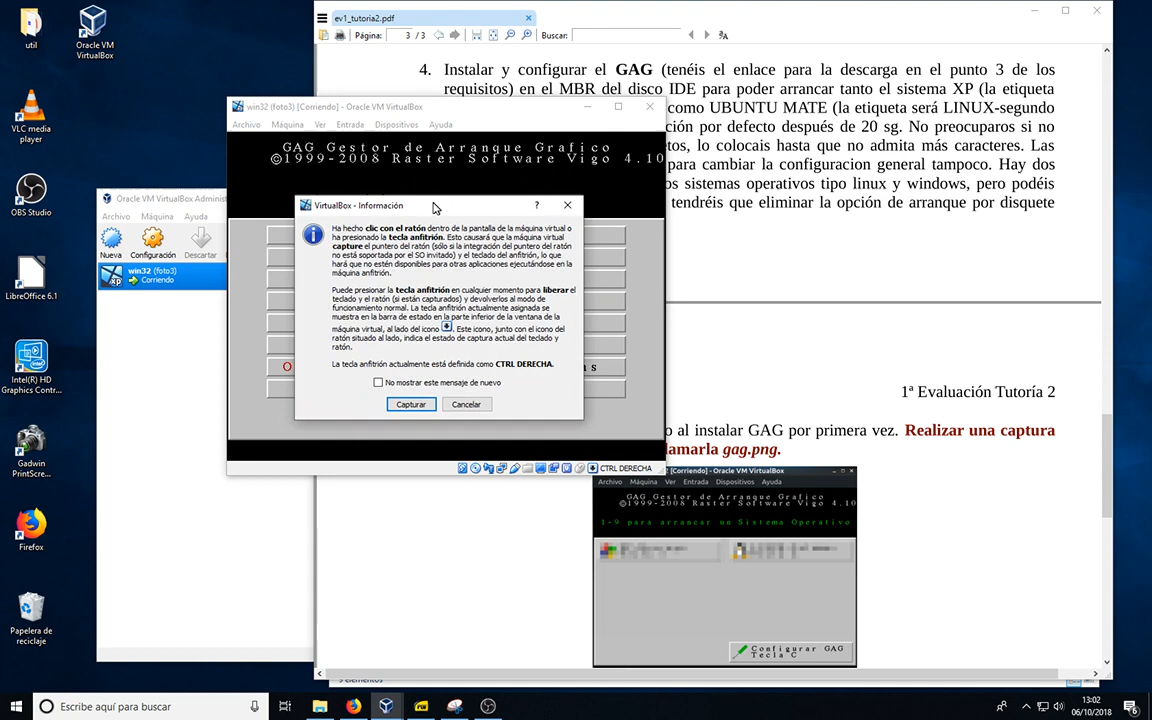 util
Oracle VM
VirtualBox
VLC media
player
OBS Studio
LibreOffice 6.1
Intel(R) HD
Graphics Contr...
Gadwin
PrintScre...
Firefox
Papelera de
reciclaje
Oracle VM VirtualBox Administ
Archivo Máquina Ayuda
Nueva Configuración Descartar
win32 (foto3)
Corriendo
ev1_tutoria2.pdf
Página: 3 / 3 Buscar:
4. Instalar y configurar el GAG (tenéis el enlace para la descarga en el punto 3 de los
requisitos) en el MBR del disco IDE para poder arrancar tanto el sistema XP (la etiqueta
como UBUNTU MATE (la etiqueta será LINUX-segundo
ción por defecto después de 20 sg. No preocuparos si no
tos, lo colocais hasta que no admita más caracteres. Las
para cambiar la configuracion general tampoco. Hay dos
os sistemas operativos tipo linux y windows, pero podéis
tendréis que eliminar la opción de arranque por disquete
1ª Evaluación Tutoría 2
o al instalar GAG por primera vez. Realizar una captura
lamarla gag.png.
win32 (foto3) [Corriendo] - Oracle VM VirtualBox
Archivo Máquina Ver Entrada Dispositivos Ayuda
GAG Gestor de Arranque Grafico
©1999-2008 Raster Software Vigo 4.10
O
s
CTRL DERECHA
VirtualBox - Información
Ha hecho clic con el ratón dentro de la pantalla de la máquina virtual o
ha presionado la tecla anfitrión. Esto causará que la máquina virtual
capture el puntero del ratón (sólo si la integración del puntero del ratón
no está soportada por el SO invitado) y el teclado del anfitrión, lo que
hará que no estén disponibles para otras aplicaciones ejecutándose en la
máquina anfitrión.
Puede presionar la tecla anfitrión en cualquier momento para liberar el
teclado y el ratón (si están capturados) y devolverlos al modo de
funcionamiento normal. La tecla anfitrión actualmente asignada se
muestra en la barra de estado en la parte inferior de la ventana de la
máquina virtual, al lado del icono . Este icono, junto con el icono del
ratón situado al lado, indica el estado de captura actual del teclado y
ratón.
La tecla anfitrión actualmente está definida como CTRL DERECHA.
No mostrar este mensaje de nuevo
Capturar Cancelar
[Corriendo] - Oracle VM VirtualBox
Archivo Máquina Ver Entrada Dispositivos Ayuda
GAG Gestor de Arranque Grafico
©1999-2008 Raster Software Vigo 4.10
1-9 para arrancar un Sistema Operativo
Configurar GAG
Tecla C
Escribe aquí para buscar
13:02
06/10/2018
6